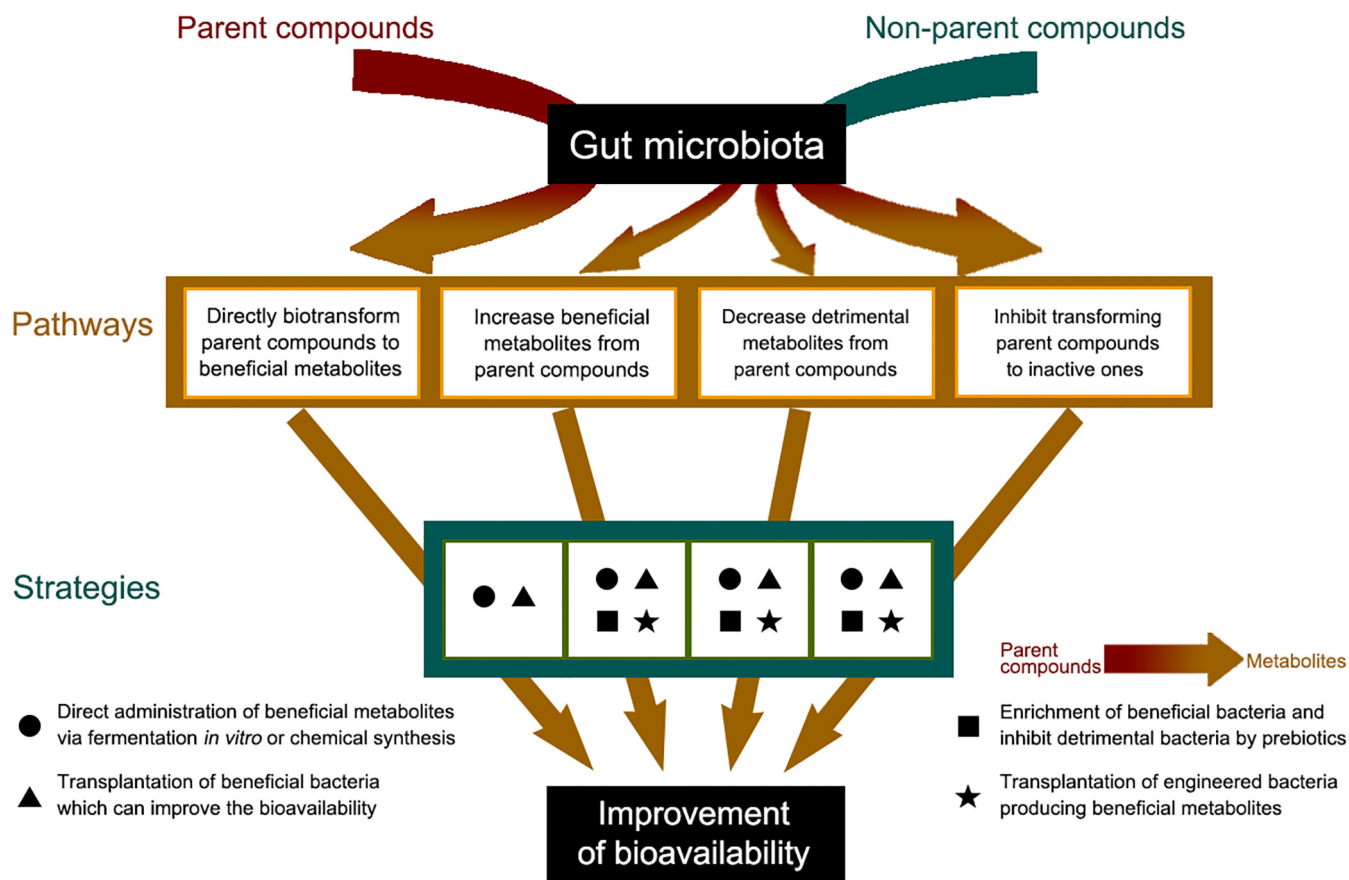 Parent compounds
Non-parent compounds
Gut microbiota
Pathways
Directly biotransform
parent compounds to
beneficial metabolites
Increase beneficial
metabolites from
parent compounds
Decrease detrimental
metabolites from
parent compounds
Inhibit transforming
parent compounds
to inactive ones
Strategies
Parent
compounds
Metabolites
Direct administration of beneficial metabolites
via fermentation in vitro or chemical synthesis
Transplantation of beneficial bacteria
which can improve the bioavailability
Enrichment of beneficial bacteria and
inhibit detrimental bacteria by prebiotics
Transplantation of engineered bacteria
producing beneficial metabolites
Improvement
of bioavailability